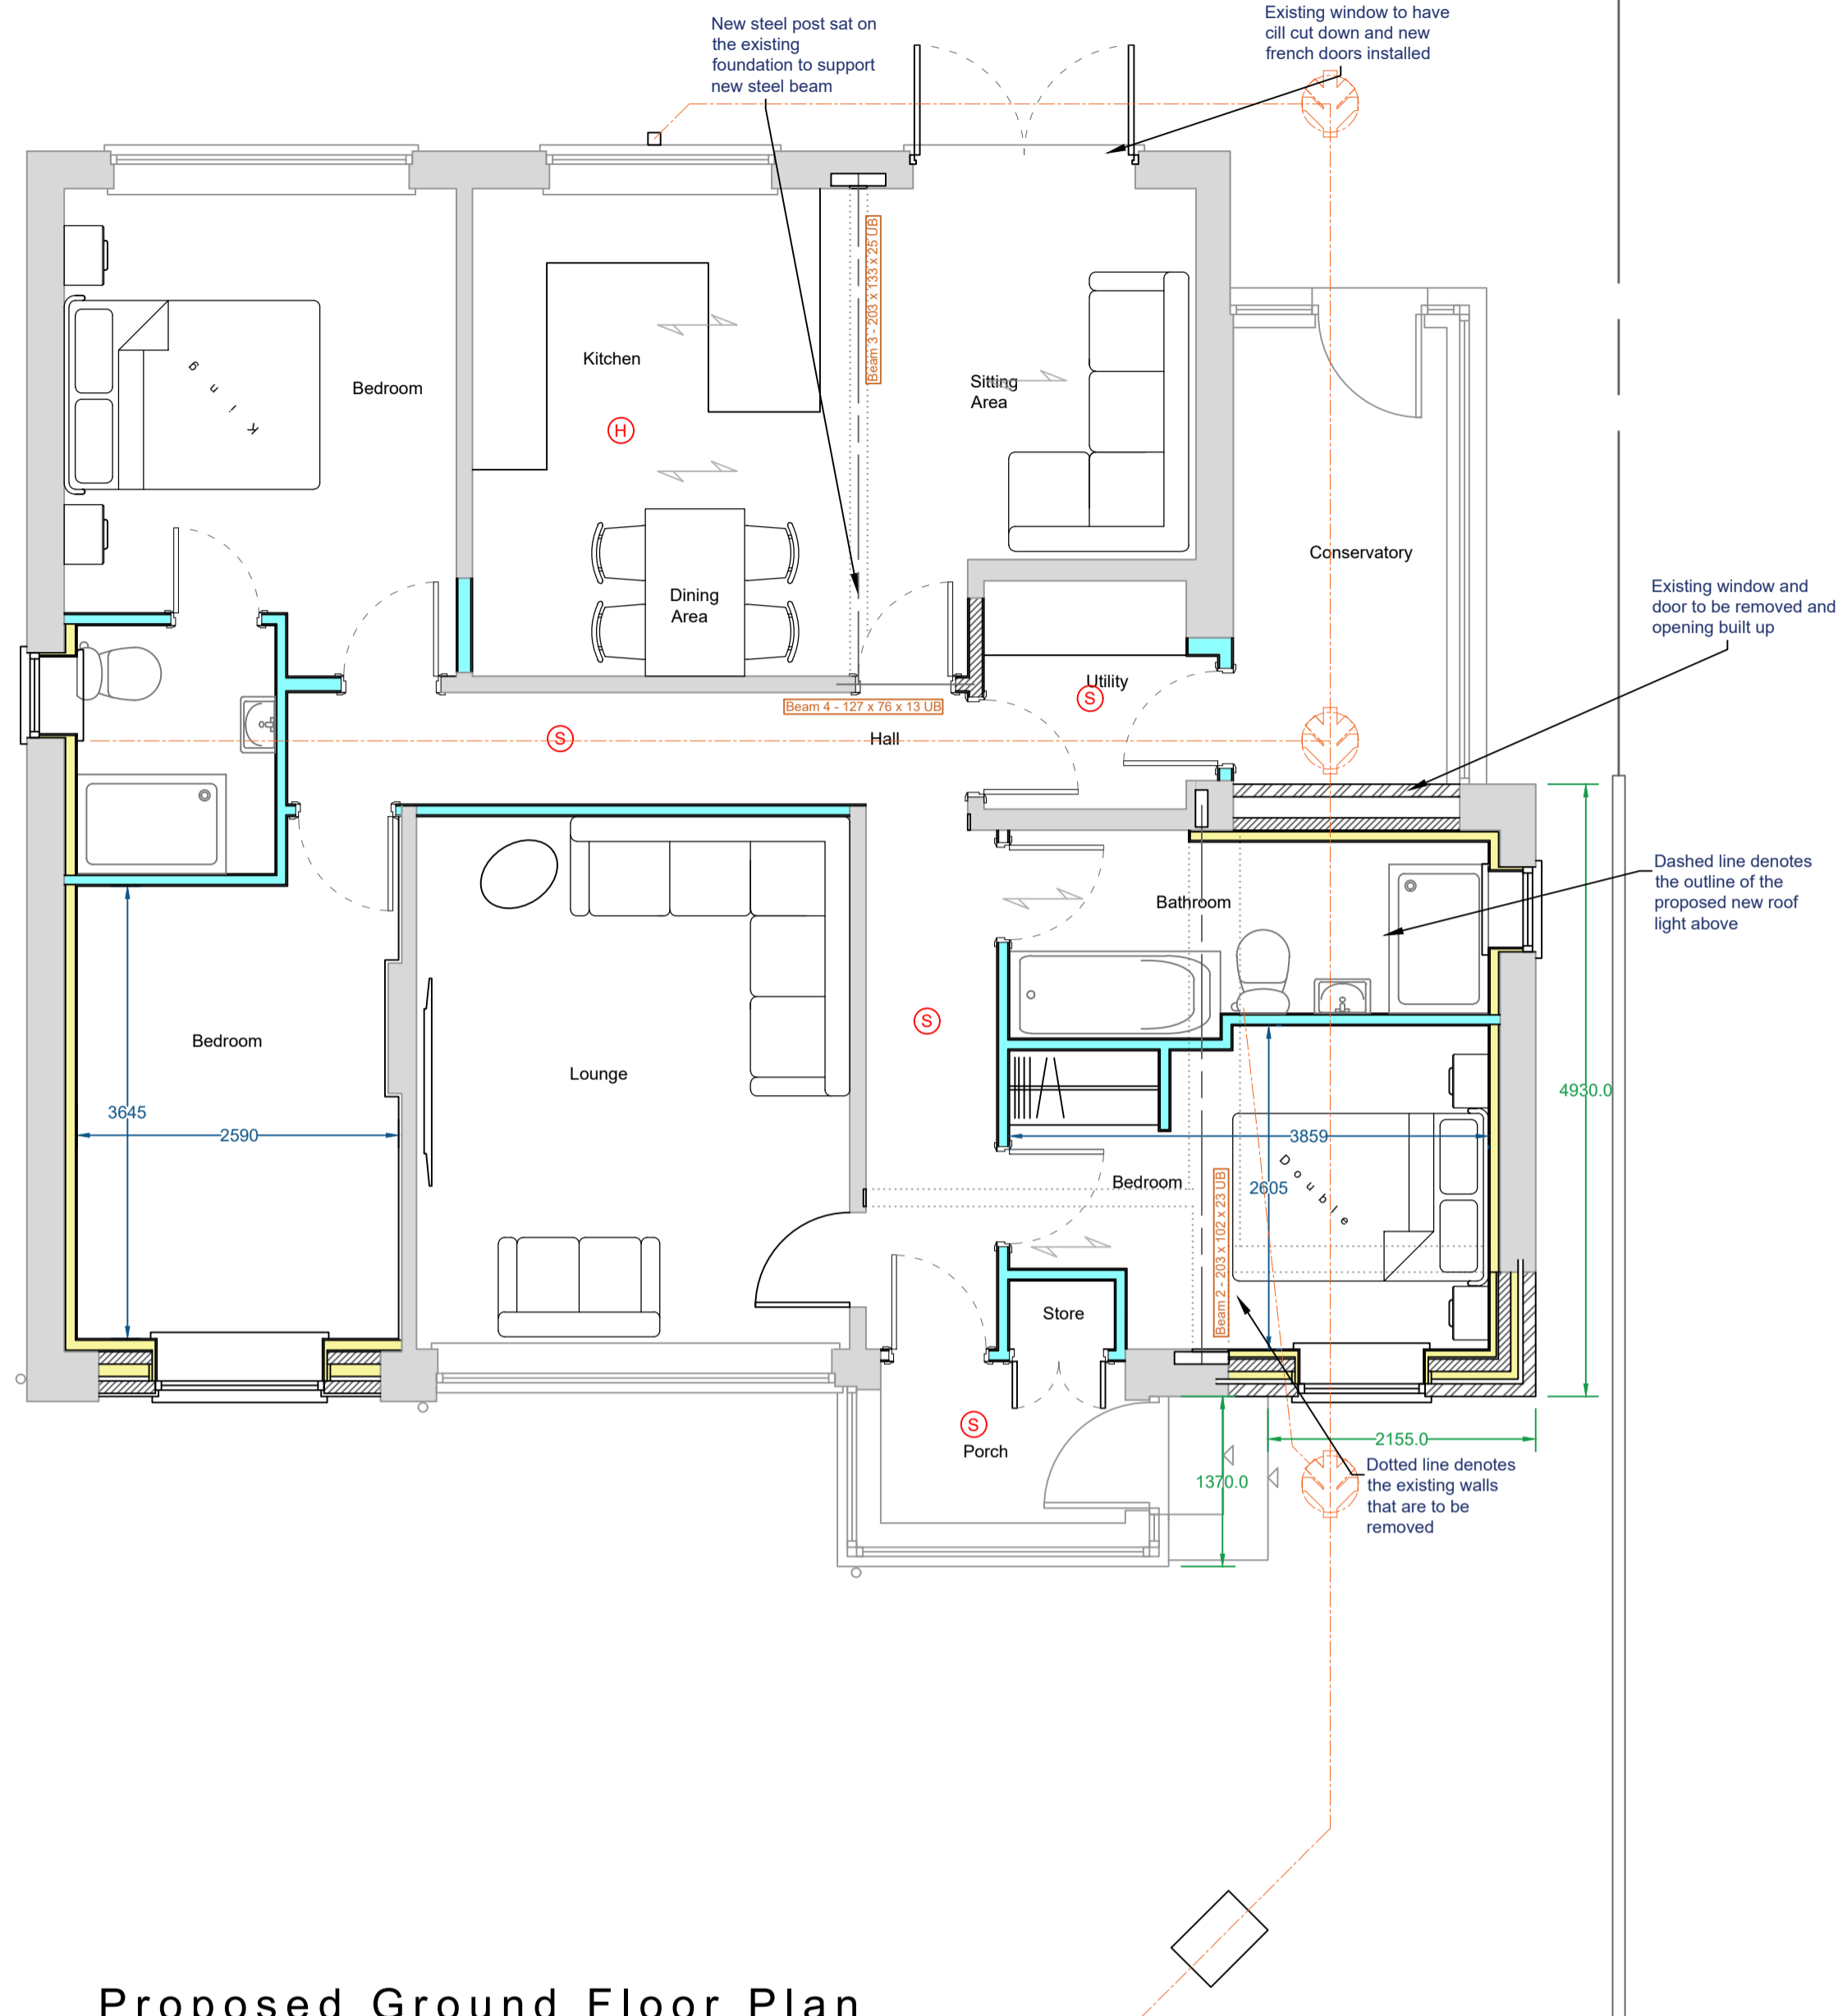 New steel post sat on
the existing
foundation to support
new steel beam
Existing window to have
cill cut down and new
french doors installed
Beam 3 - 203 x 133 x 25 UB
Kitchen
King
Bedroom
Sitting
Area
H
Conservatory
Existing window and
door to be removed and
opening built up
Dining
Area
Utility
S
Beam 4 - 127 x 76 x 13 UB
S
Hall
Dashed line denotes
the outline of the
proposed new roof
light above
Bathroom
S
Bedroom
Lounge
4930.0
3645
2590
3859
Double
Bedroom
2605
Beam 2 - 203 x 102 x 23 UB
Store
S
Porch
2155.0
1370.0
Dotted line denotes
the existing walls
that are to be
removed
Proposed Ground Floor Plan